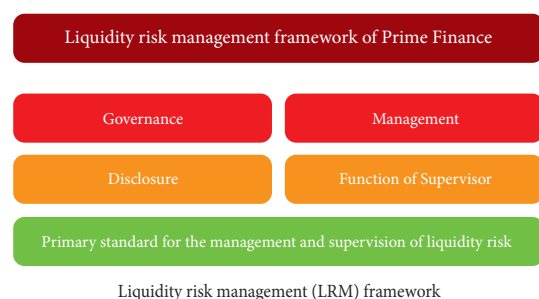 Liquidity risk management framework of Prime Finance
Governance
Management
Disclosure
Function of Supervisor
Primary standard for the management and supervision of liquidity risk
Liquidity risk management (LRM) framework